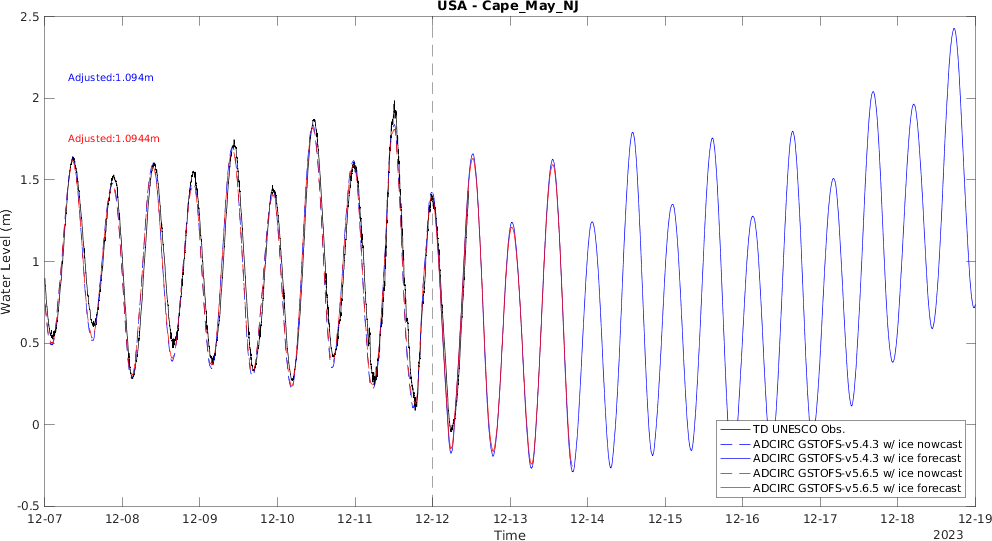 USA - Cape_May_NJ
2.5
2
1.5
1
0.5
0
-0.5
Water Level (m)
Adjusted:1.094m
Adjusted:1.0944m
TD UNESCO Obs.
ADCIRC GSTOFS-v5.4.3 w/ ice nowcast
ADCIRC GSTOFS-v5.4.3 w/ ice forecast
ADCIRC GSTOFS-v5.6.5 w/ ice nowcast
ADCIRC GSTOFS-v5.6.5 w/ ice forecast
12-07 12-08 12-09 12-10 12-11 12-12 12-13 12-14 12-15 12-16 12-17 12-18 12-19
Time
2023